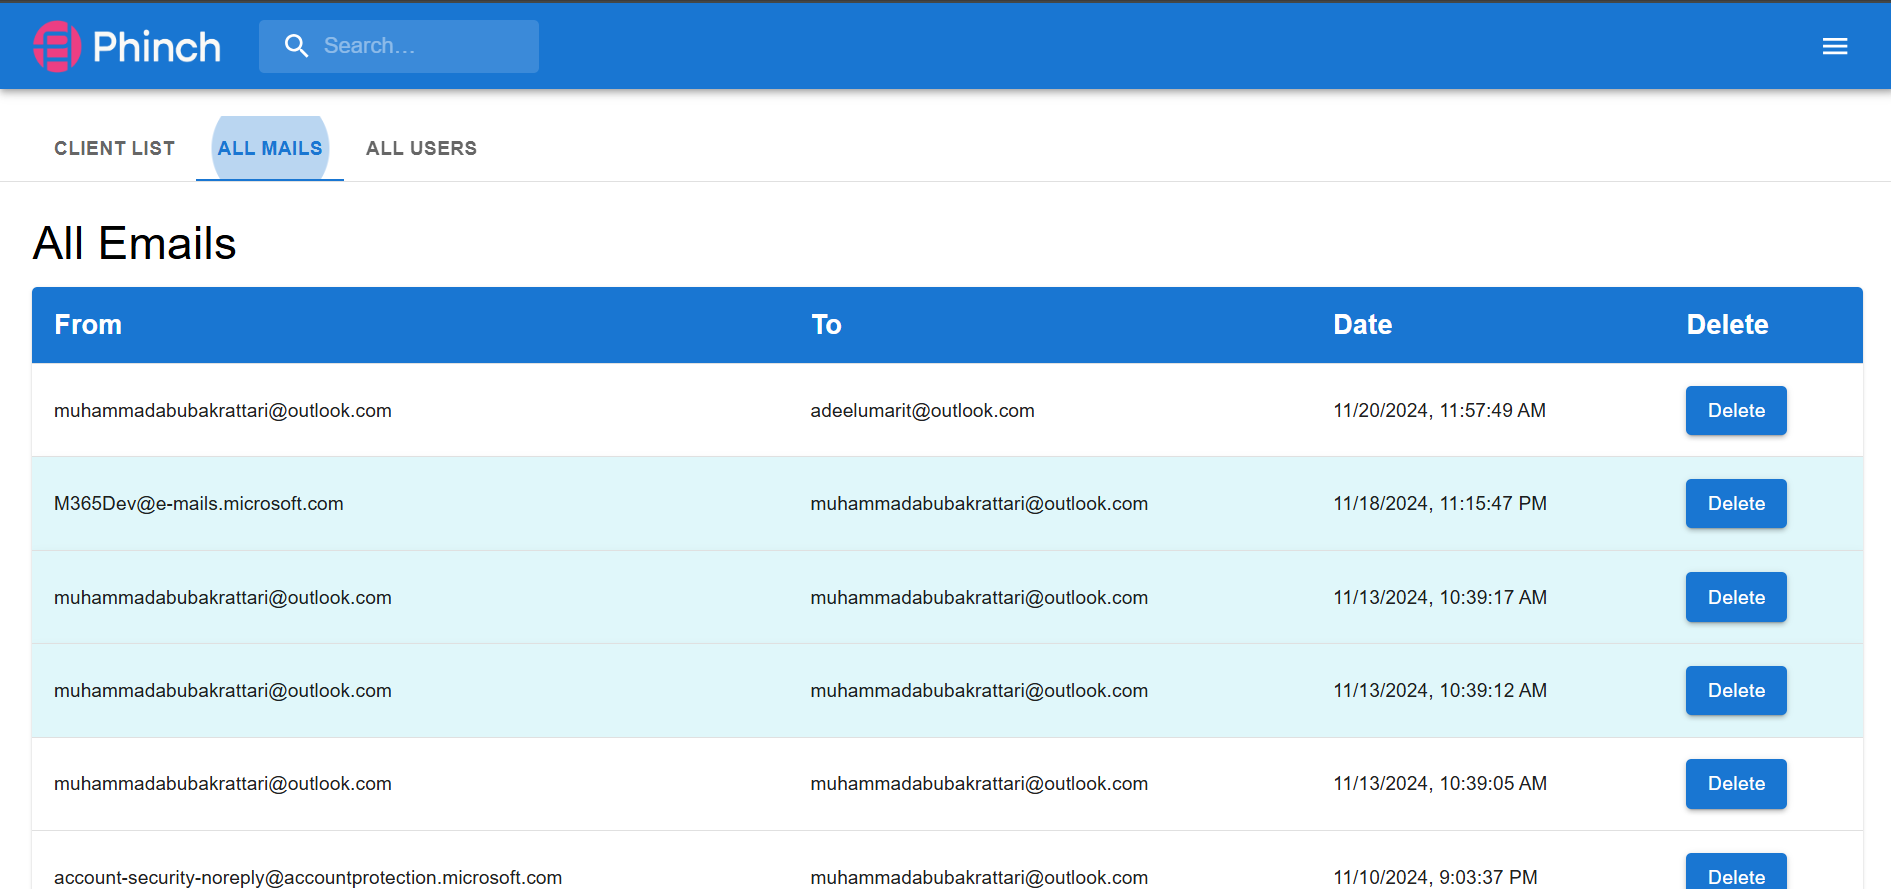 Phinch Search...
CLIENT LIST ALL MAILS ALL USERS
All Emails
From To Date Delete
muhammadabubakrattari@outlook.com adeelumarit@outlook.com 11/20/2024, 11:57:49 AM Delete
M365Dev@e-mails.microsoft.com muhammadabubakrattari@outlook.com 11/18/2024, 11:15:47 PM Delete
muhammadabubakrattari@outlook.com muhammadabubakrattari@outlook.com 11/13/2024, 10:39:17 AM Delete
muhammadabubakrattari@outlook.com muhammadabubakrattari@outlook.com 11/13/2024, 10:39:12 AM Delete
muhammadabubakrattari@outlook.com muhammadabubakrattari@outlook.com 11/13/2024, 10:39:05 AM Delete
account-security-noreply@accountprotection.microsoft.com muhammadabubakrattari@outlook.com 11/10/2024, 9:03:37 PM Delete